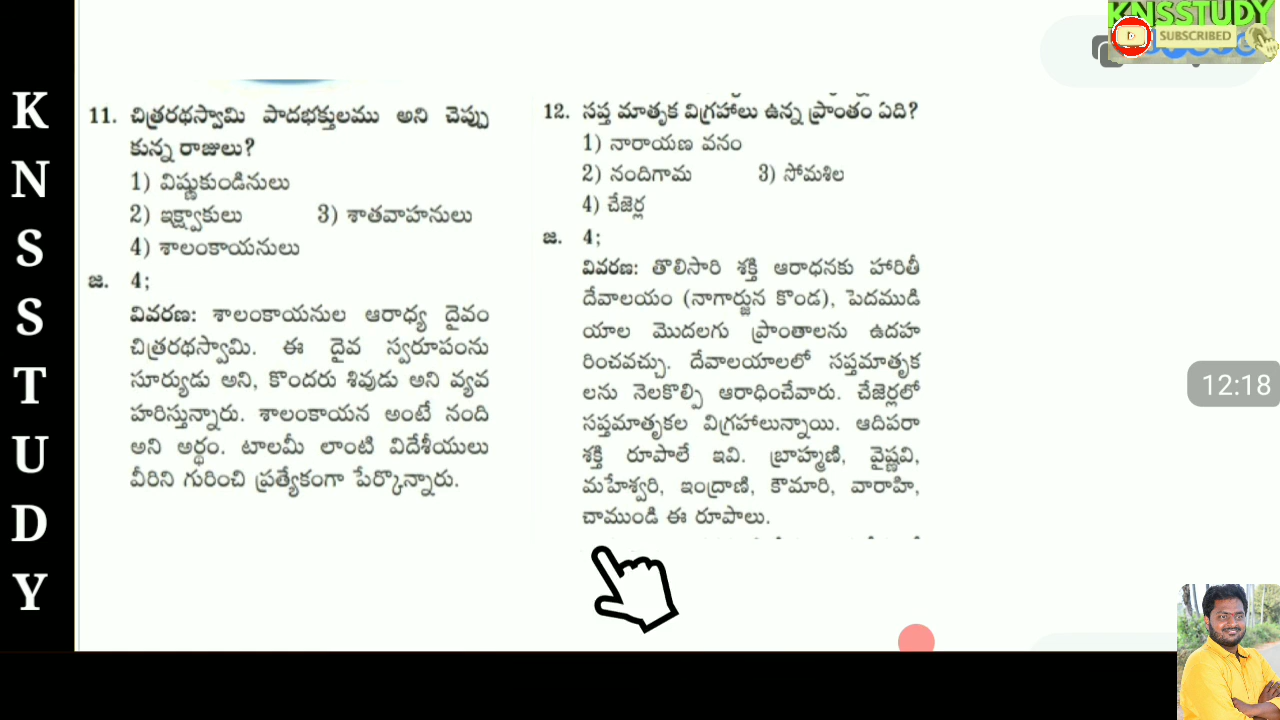 KNSSTUDY
SUBSCRIBED
K
N
S
S
T
U
D
Y
11. చిత్రరథస్వామి పాదభక్తులము అని చెప్పు
కున్న రాజులు?
1) విష్ణుకుండినులు
2) ఇక్ష్వాకులు 3) శాతవాహనులు
4) శాలంకాయనులు
జ. 4;
వివరణ: శాలంకాయనుల ఆరాధ్య దైవం
చిత్రరథస్వామి. ఈ దైవ స్వరూపంను
సూర్యుడు అని, కొందరు శివుడు అని వ్యవ
హరిస్తున్నారు. శాలంకాయన అంటే నంది
అని అర్థం. టాలమీ లాంటి విదేశీయులు
వీరిని గురించి ప్రత్యేకంగా పేర్కొన్నారు.
12. సప్త మాతృక విగ్రహాలు ఉన్న ప్రాంతం ఏది?
1) నారాయణ వనం
2) నందిగామ 3) సోమశిల
4) చేజెర్ల
జ. 4;
వివరణ: తొలిసారి శక్తి ఆరాధనకు హారితీ
దేవాలయం (నాగార్జున కొండ), పెదముడి
యాల మొదలగు ప్రాంతాలను ఉదహ
రించవచ్చు. దేవాలయాలలో సప్తమాతృక
లను నెలకొల్పి ఆరాధించేవారు. చేజెర్లలో
సప్తమాతృకల విగ్రహాలున్నాయి. ఆదిపరా
శక్తి రూపాలే ఇవి. బ్రాహ్మణి, వైష్ణవి,
మహేశ్వరి, ఇంద్రాణి, కౌమారి, వారాహి,
చాముండి ఈ రూపాలు.
12:18